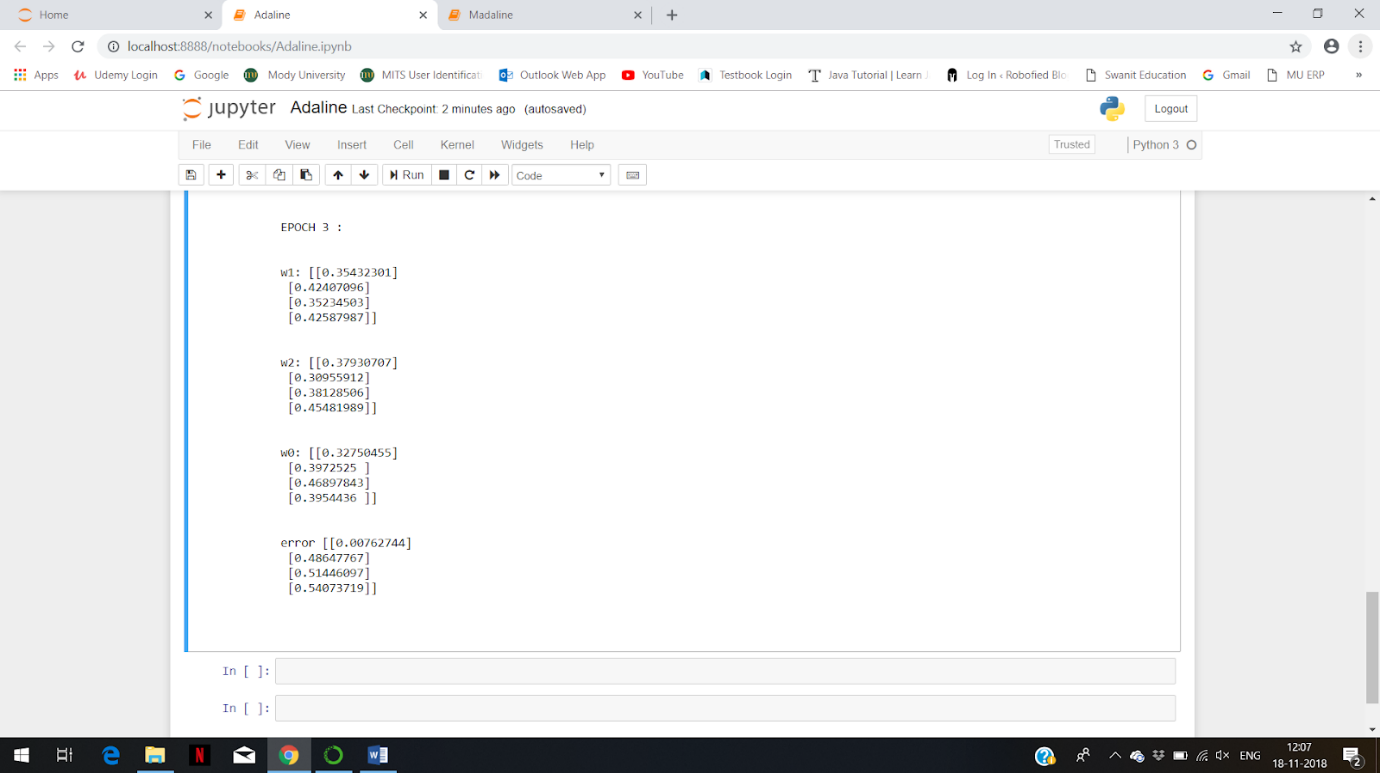 Home
Adaline
Madaline
localhost:8888/notebooks/Adaline.ipynb
Apps Udemy Login Google Mody University MITS User Identificat Outlook Web App YouTube Testbook Login Java Tutorial | Learn J Log In ‹ Robofied Blo Swanit Education Gmail MU ERP »
jupyter Adaline Last Checkpoint: 2 minutes ago (autosaved)
Logout
File Edit View Insert Cell Kernel Widgets Help
Trusted
Python 3
Run
Code
EPOCH 3 :
w1: [[0.35432301]
[0.42407096]
[0.35234503]
[0.42587987]]
w2: [[0.37930707]
[0.30955912]
[0.38128506]
[0.45481989]]
w0: [[0.32750455]
[0.3972525 ]
[0.46897843]
[0.3954436 ]]
error [[0.00762744]
[0.48647767]
[0.51446097]
[0.54073719]]
In [ ]:
In [ ]:
ENG
12:07
18-11-2018
2